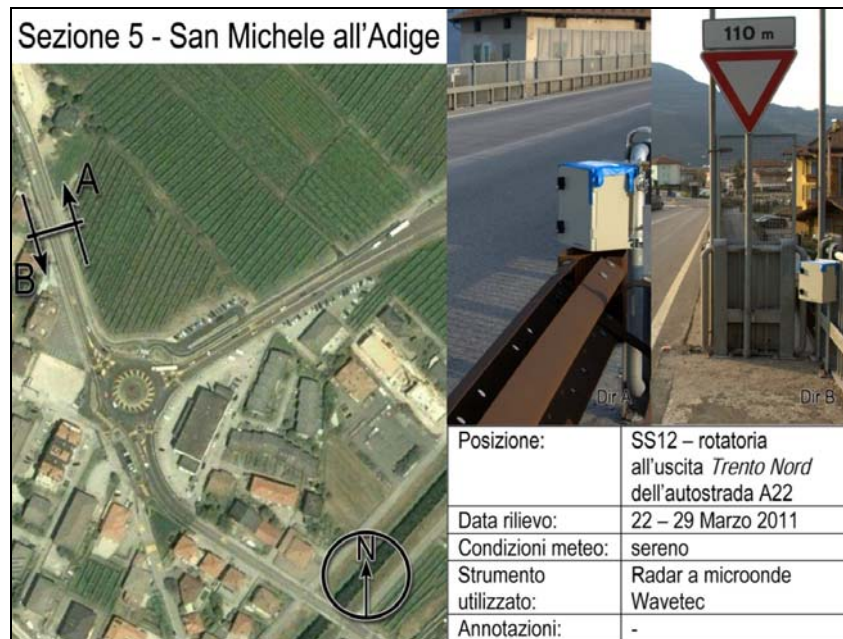 Sezione 5 - San Michele all'Adige
A
B
N
110 m
Dir A
Dir B
Posizione:
SS12 – rotatoria
all'uscita Trento Nord
dell'autostrada A22
Data rilievo:
22 – 29 Marzo 2011
Condizioni meteo:
sereno
Strumento
utilizzato:
Radar a microonde
Wavetec
Annotazioni:
-